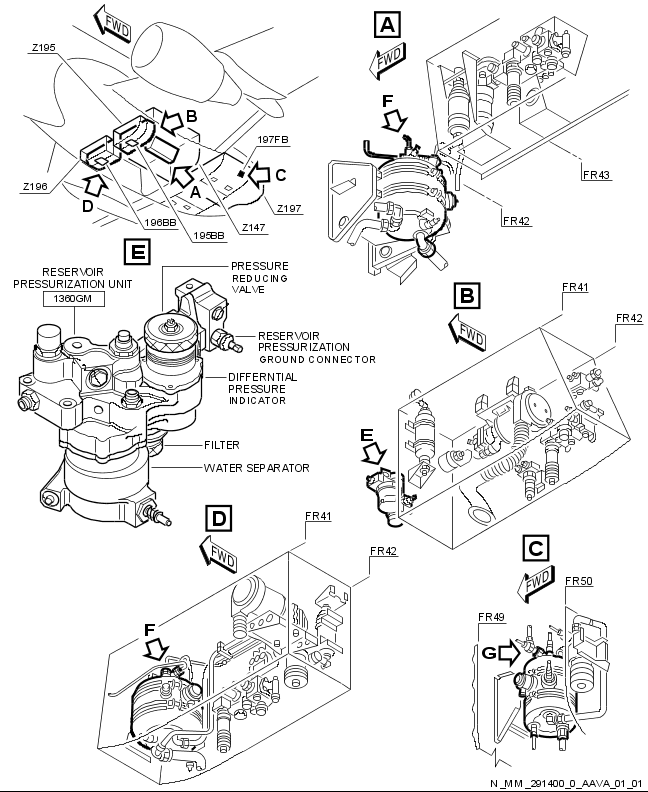 FWD
Z195
B
197FB
C
Z196
D
A
196BB
195BB
Z147
Z197
A
FWD
F
FR43
FR42
E
RESERVOIR
PRESSURIZATION UNIT
1360GM
PRESSURE
REDUCING
VALVE
RESERVOIR
PRESSURIZATION
GROUND CONNECTOR
DIFFERNTIAL
PRESSURE
INDICATOR
FILTER
WATER SEPARATOR
B
FWD
FR41
FR42
E
D
FWD
FR41
FR42
F
C
FWD
FR50
FR49
G
N_MM_291400_0_AAVA_01_01